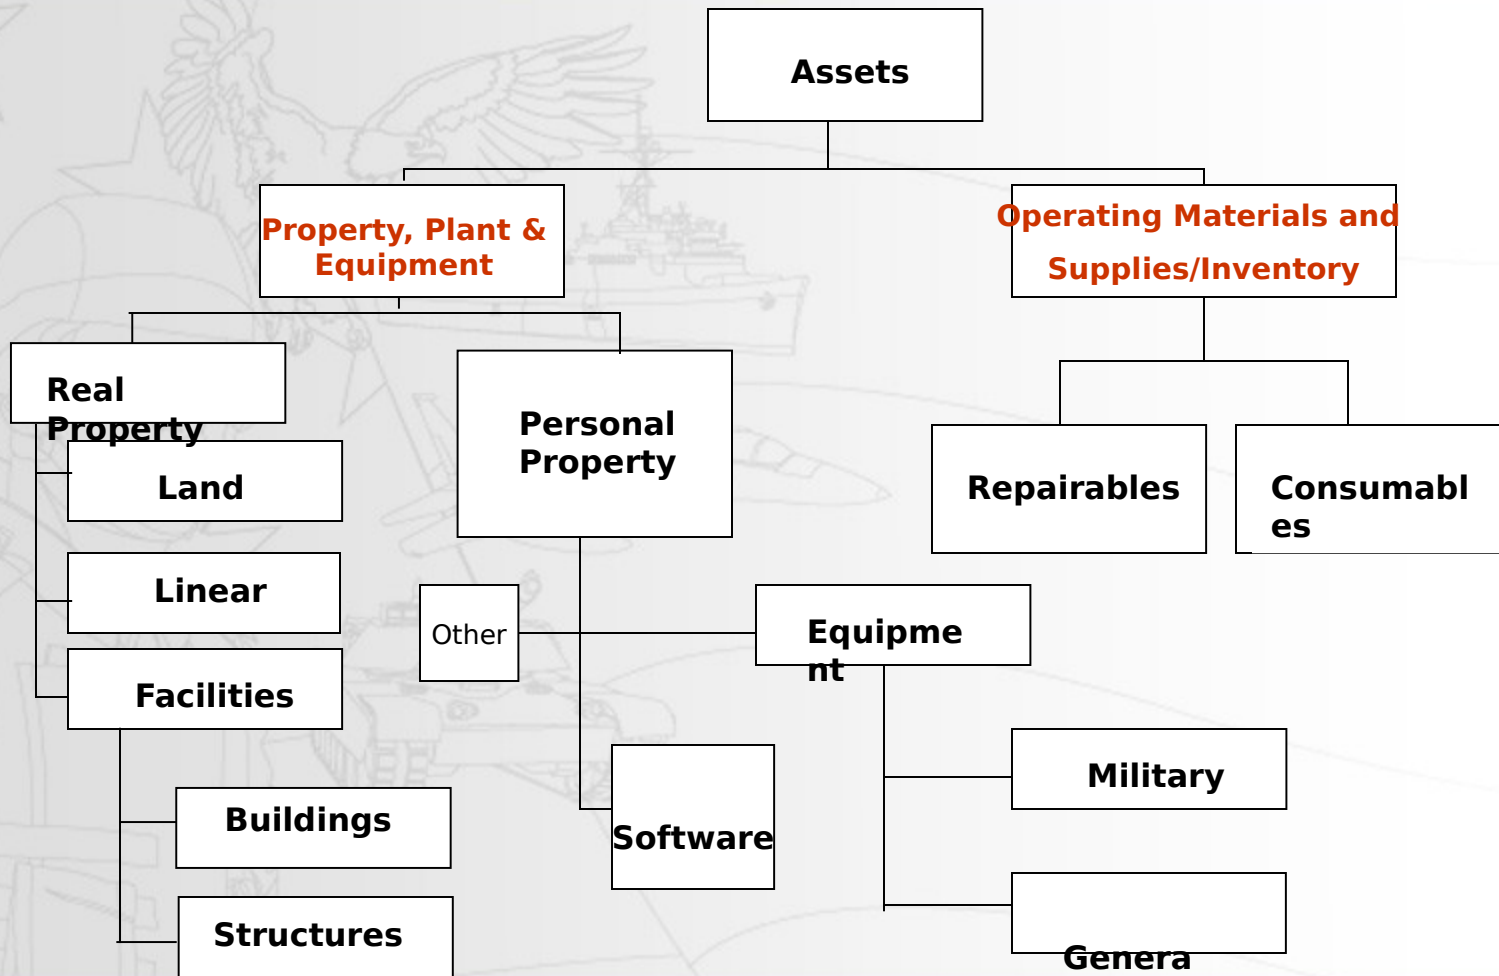 Assets
Property, Plant &
Equipment
Operating Materials and
Supplies/Inventory
Real
Property
Personal
Property
Land
Repairables
Consumabl
es
Linear
Other
Equipme
nt
Facilities
Military
Buildings
Software
Structures
Genera